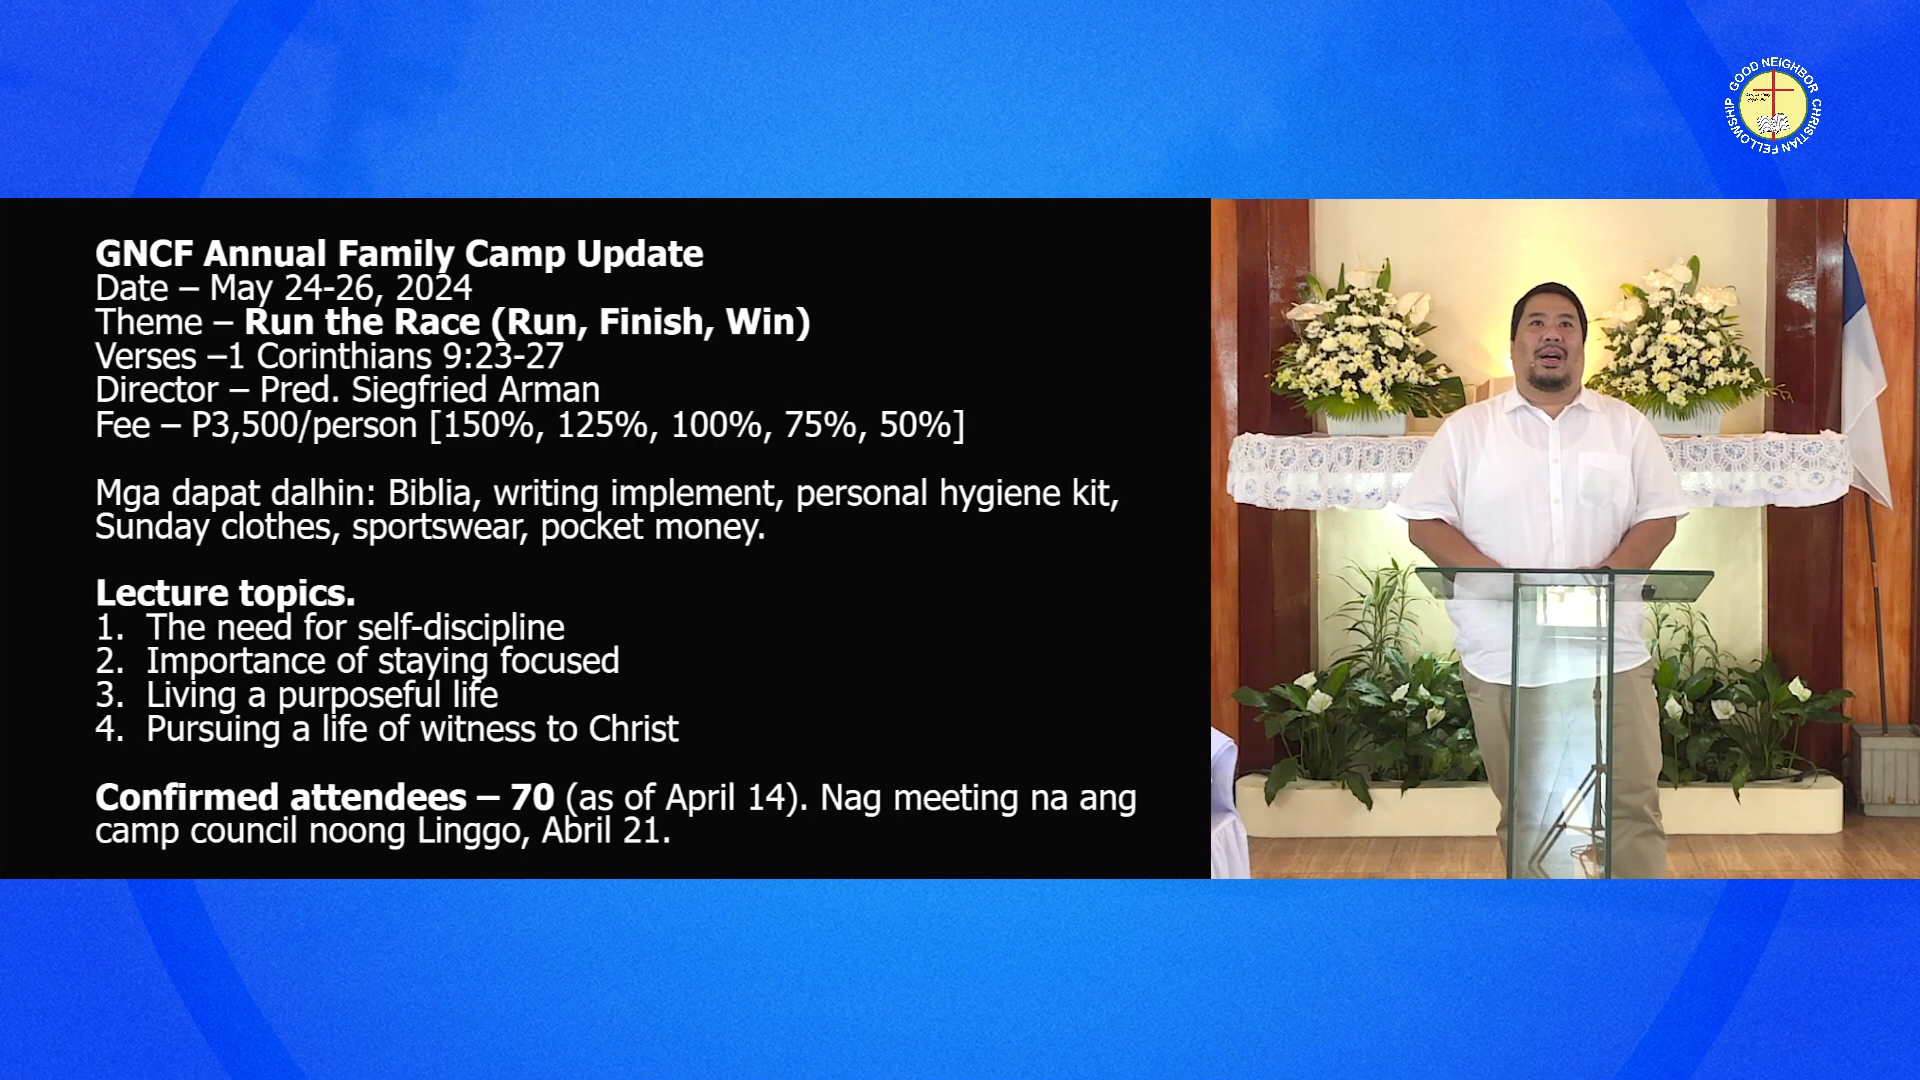 GOOD NEIGHBOR CHRISTIAN FELLOWSHIP
GNCF Annual Family Camp Update
Date – May 24-26, 2024
Theme – Run the Race (Run, Finish, Win)
Verses –1 Corinthians 9:23-27
Director – Pred. Siegfried Arman
Fee – P3,500/person [150%, 125%, 100%, 75%, 50%]
Mga dapat dalhin: Biblia, writing implement, personal hygiene kit,
Sunday clothes, sportswear, pocket money.
Lecture topics.
1. The need for self-discipline
2. Importance of staying focused
3. Living a purposeful life
4. Pursuing a life of witness to Christ
Confirmed attendees – 70 (as of April 14). Nag meeting na ang
camp council noong Linggo, Abril 21.